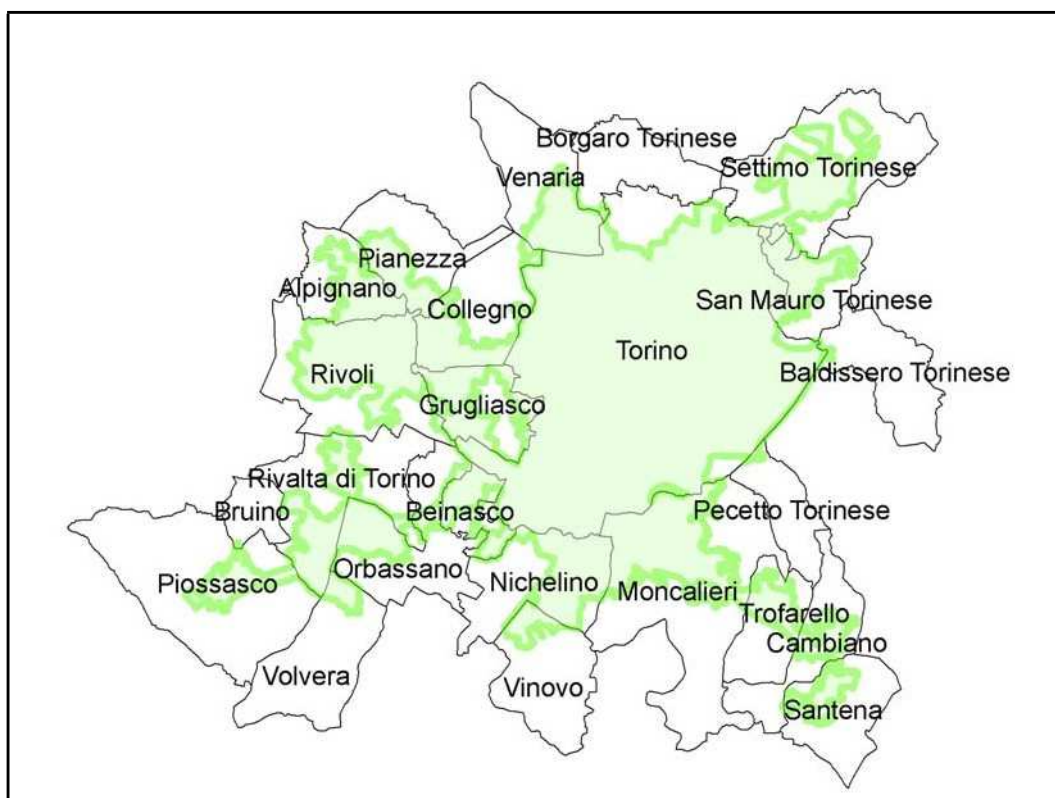 Borgaro Torinese
Venaria
Settimo Torinese
Pianezza
Alpignano
Collegno
San Mauro Torinese
Torino
Rivoli
Baldissero Torinese
Grugliasco
Rivalta di Torino
Bruino
Beinasco
Pecetto Torinese
Piossasco
Orbassano
Nichelino
Moncalieri
Trofarello
Cambiano
Volvera
Vinovo
Santena